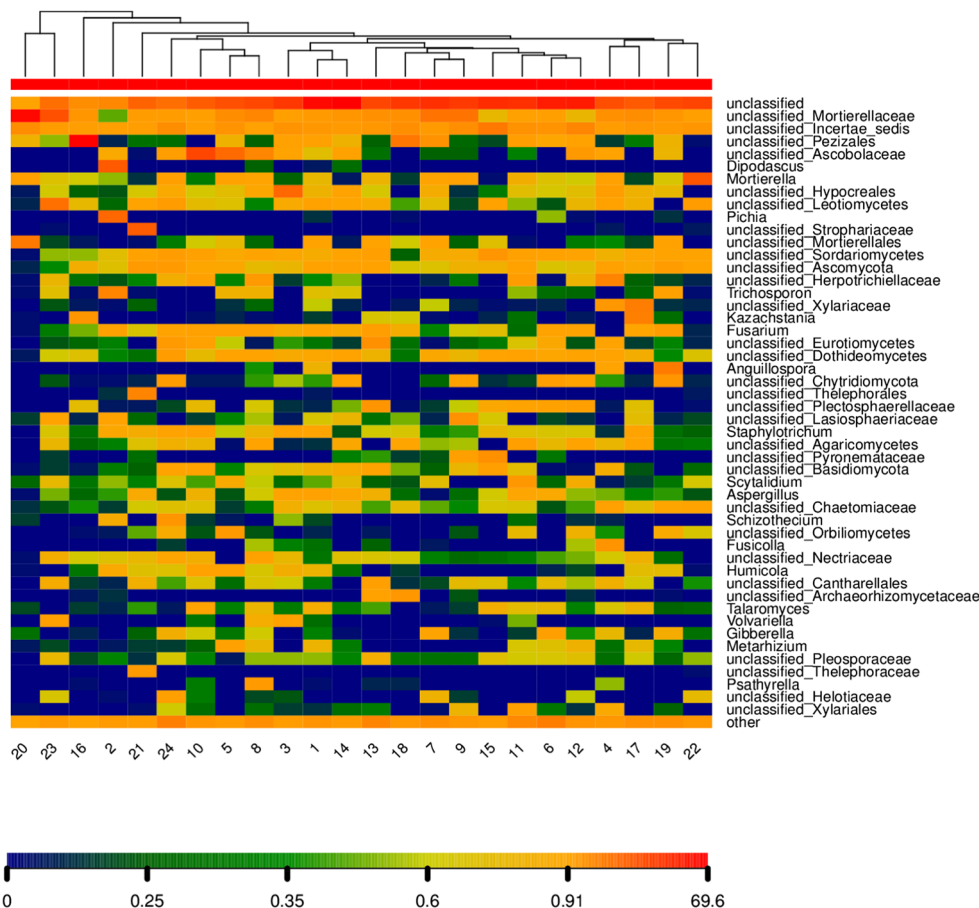 unclassified
unclassified_Mortierellaceae
unclassified_Incertae_sedis
unclassified_Pezizales
unclassified_Ascobolaceae
Dipodascus
Mortierella
unclassified_Hypocreales
unclassified_Leotiomycetes
Pichia
unclassified_Strophariaceae
unclassified_Mortierellales
unclassified_Sordariomycetes
unclassified_Ascomycota
unclassified_Herpotrichiellaceae
Trichosporon
unclassified_Xylariaceae
Kazachstania
Fusarium
unclassified_Eurotiomycetes
unclassified_Dothideomycetes
Anguillospora
unclassified_Chytridiomycota
unclassified_Thelephorales
unclassified_Plectosphaerellaceae
unclassified_Lasiosphaeriaceae
Staphylotrichum
unclassified_Agaricomycetes
unclassified_Pyronemataceae
unclassified_Basidiomycota
Scytalidium
Aspergillus
unclassified_Chaetomiaceae
Schizothecium
unclassified_Orbiliomycetes
Fusicolla
unclassified_Nectriaceae
Humicola
unclassified_Cantharellales
unclassified_Archaeorhizomycetaceae
Talaromyces
Volvariella
Gibberella
Metarhizium
unclassified_Pleosporaceae
unclassified_Thelephoraceae
Psathyrella
unclassified_Helotiaceae
unclassified_Xylariales
other
20 23 16 2 21 24 10 5 8 3 1 14 13 18 7 9 15 11 6 12 4 17 19 22
0 0.25 0.35 0.6 0.91 69.6